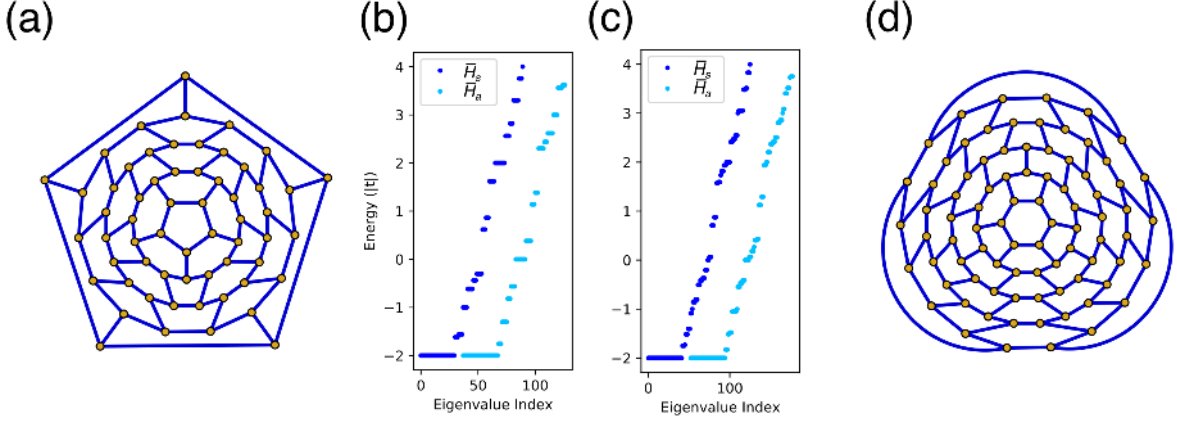 (a)
(b)
(c)
(d)
H̄s
H̄a
4
3
2
1
0
−1
−2
Energy (|t|)
0
50
100
Eigenvalue Index
H̄s
H̄a
4
3
2
1
0
−1
−2
0
100
Eigenvalue Index